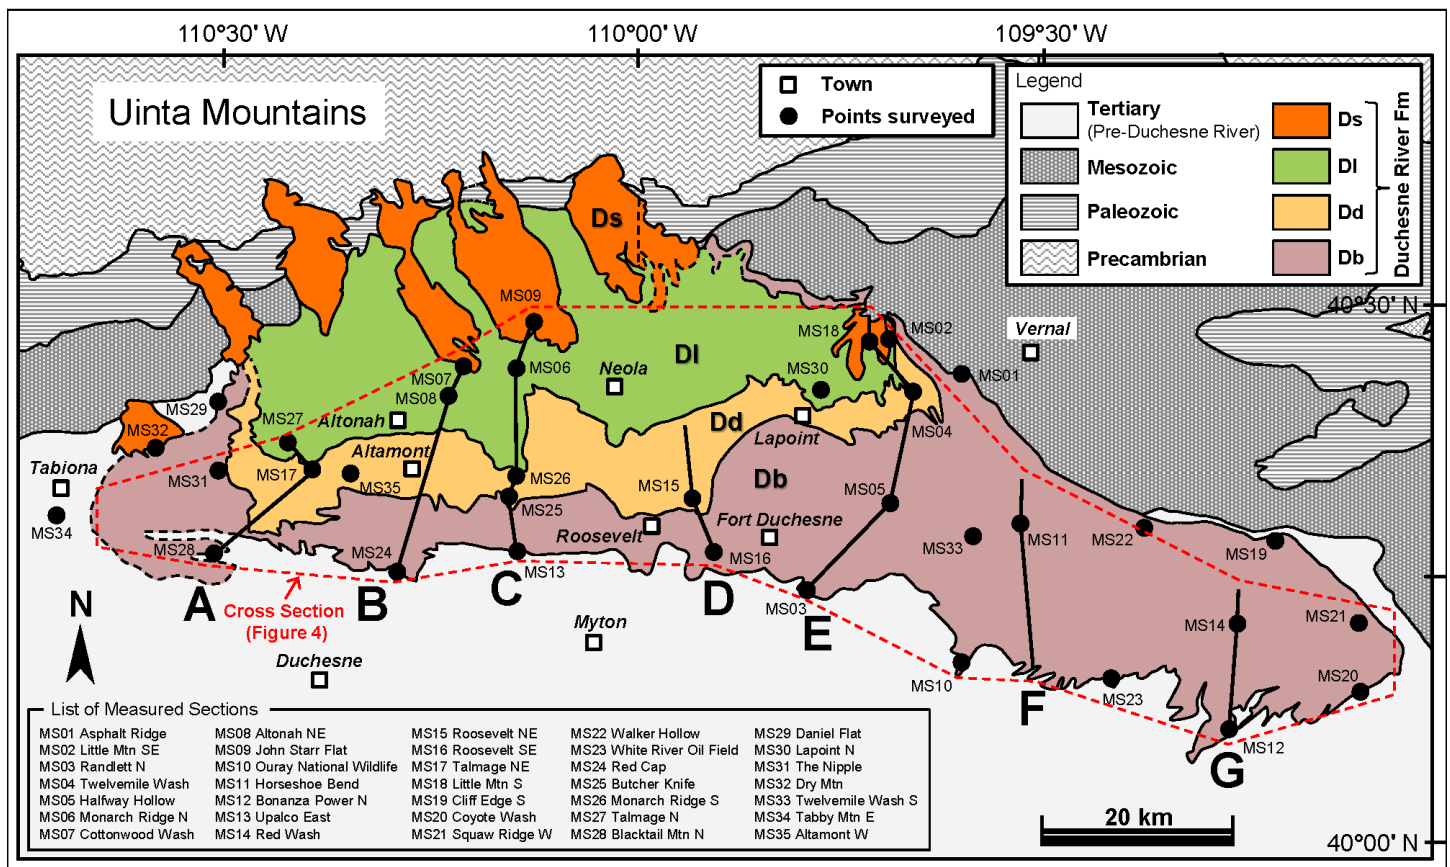 110°30' W
110°00' W
109°30' W
Uinta Mountains
Town
Points surveyed
Legend
Tertiary
(Pre-Duchesne River)
Mesozoic
Paleozoic
Precambrian
Ds
Dl
Dd
Db
Duchesne River Fm
40°30' N
40°00' N
Ds
MS09
MS18
MS02
Vernal
Dl
MS07
MS06
Neola
MS30
MS01
MS29
MS08
MS27
Altonah
Dd
Lapoint
MS04
MS32
Altamont
Tabiona
MS31
MS17
MS35
MS26
MS15
Db
MS05
MS34
MS25
Roosevelt
Fort Duchesne
MS33
MS11
MS22
MS19
MS28
MS24
MS13
MS16
MS03
N
A
B
C
D
E
Cross Section
(Figure 4)
Myton
MS14
MS21
Duchesne
MS10
MS23
MS20
F
MS12
G
20 km
List of Measured Sections
MS01 Asphalt Ridge
MS02 Little Mtn SE
MS03 Randlett N
MS04 Twelvemile Wash
MS05 Halfway Hollow
MS06 Monarch Ridge N
MS07 Cottonwood Wash
MS08 Altonah NE
MS09 John Starr Flat
MS10 Ouray National Wildlife
MS11 Horseshoe Bend
MS12 Bonanza Power N
MS13 Upalco East
MS14 Red Wash
MS15 Roosevelt NE
MS16 Roosevelt SE
MS17 Talmage NE
MS18 Little Mtn S
MS19 Cliff Edge S
MS20 Coyote Wash
MS21 Squaw Ridge W
MS22 Walker Hollow
MS23 White River Oil Field
MS24 Red Cap
MS25 Butcher Knife
MS26 Monarch Ridge S
MS27 Talmage N
MS28 Blacktail Mtn N
MS29 Daniel Flat
MS30 Lapoint N
MS31 The Nipple
MS32 Dry Mtn
MS33 Twelvemile Wash S
MS34 Tabby Mtn E
MS35 Altamont W